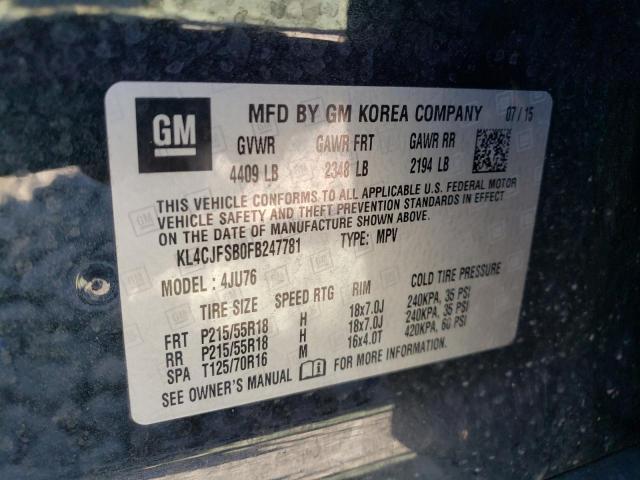 GM
MFD BY GM KOREA COMPANY 07/15
GVWR GAWR FRT GAWR RR
4409 LB 2348 LB 2194 LB
THIS VEHICLE CONFORMS TO ALL APPLICABLE U.S. FEDERAL MOTOR
VEHICLE SAFETY AND THEFT PREVENTION STANDARDS IN EFFECT
ON THE DATE OF MANUFACTURE SHOWN ABOVE.
KL4CJFSB0FB247781 TYPE: MPV
MODEL: 4JU76
TIRE SIZE SPEED RTG RIM COLD TIRE PRESSURE
FRT P215/55R18 H 18x7.0J 240KPA, 35 PSI
RR P215/55R18 H 18x7.0J 240KPA, 35 PSI
SPA T125/70R16 M 16x4.0T 420KPA, 60 PSI
SEE OWNER'S MANUAL FOR MORE INFORMATION.